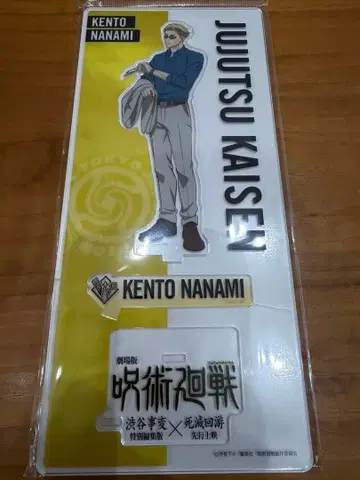 KENTO
NANAMI
JUJUTSU KAISEN
KENTO NANAMI
劇場版
呪術廻戦
渋谷事変 × 死滅回游
特別編集版 先行上映